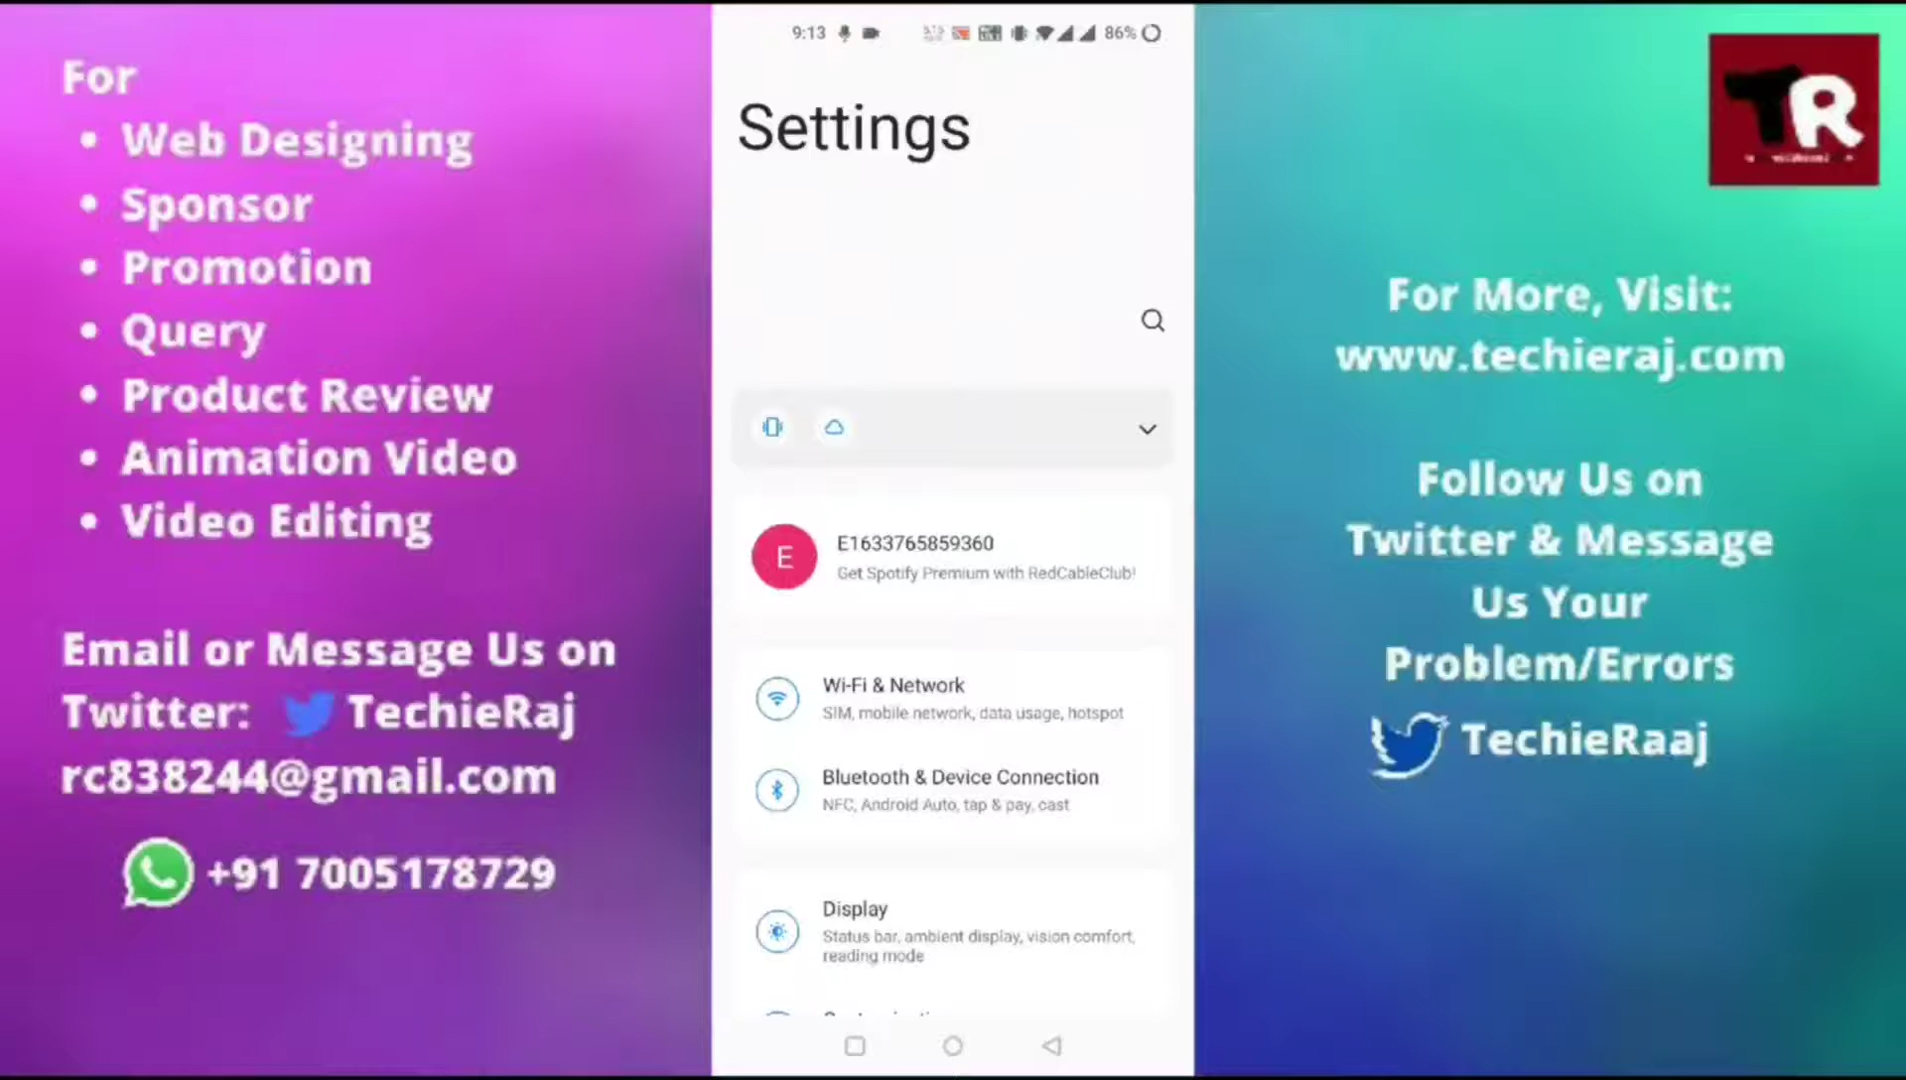 For
• Web Designing
• Sponsor
• Promotion
• Query
• Product Review
• Animation Video
• Video Editing
Email or Message Us on
Twitter: TechieRaj
rc838244@gmail.com
+91 7005178729
9:13 86%
Settings
E
E1633765859360
Get Spotify Premium with RedCableClub!
Wi-Fi & Network
SIM, mobile network, data usage, hotspot
Bluetooth & Device Connection
NFC, Android Auto, tap & pay, cast
Display
Status bar, ambient display, vision comfort,
reading mode
TR
For More, Visit:
www.techieraj.com
Follow Us on
Twitter & Message
Us Your
Problem/Errors
TechieRaaj